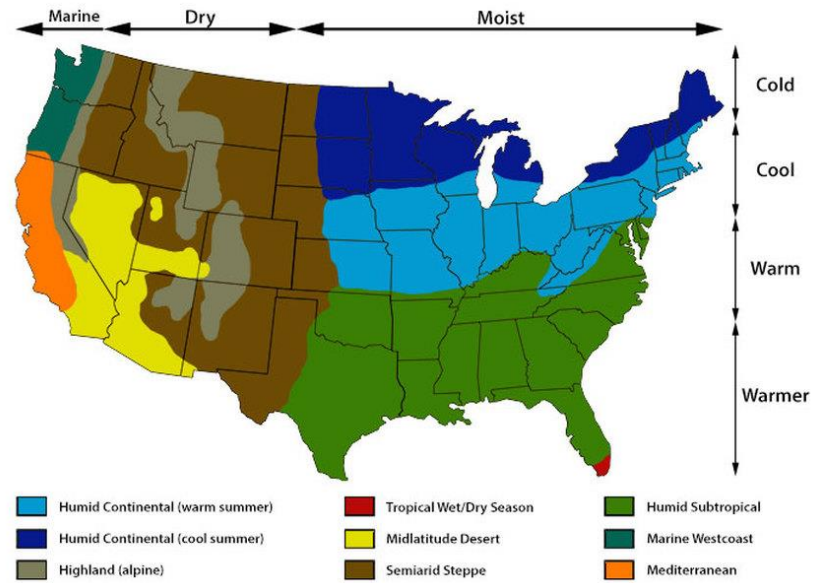 Marine Dry Moist
Cold
Cool
Warm
Warmer
Humid Continental (warm summer) Tropical Wet/Dry Season Humid Subtropical
Humid Continental (cool summer) Midlatitude Desert Marine Westcoast
Highland (alpine) Semiarid Steppe Mediterranean